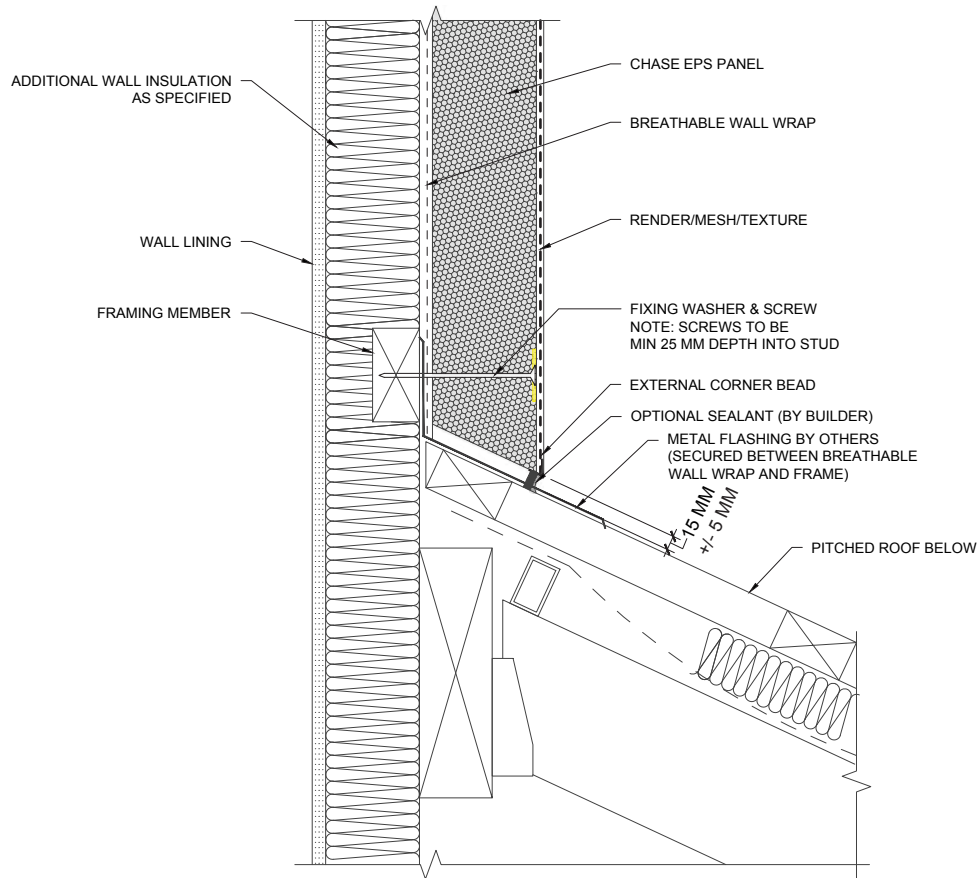 ADDITIONAL WALL INSULATION
AS SPECIFIED
WALL LINING
FRAMING MEMBER
CHASE EPS PANEL
BREATHABLE WALL WRAP
RENDER/MESH/TEXTURE
FIXING WASHER & SCREW
NOTE: SCREWS TO BE
MIN 25 MM DEPTH INTO STUD
EXTERNAL CORNER BEAD
OPTIONAL SEALANT (BY BUILDER)
METAL FLASHING BY OTHERS
(SECURED BETWEEN BREATHABLE
WALL WRAP AND FRAME)
15 MM
+/- 5 MM
PITCHED ROOF BELOW